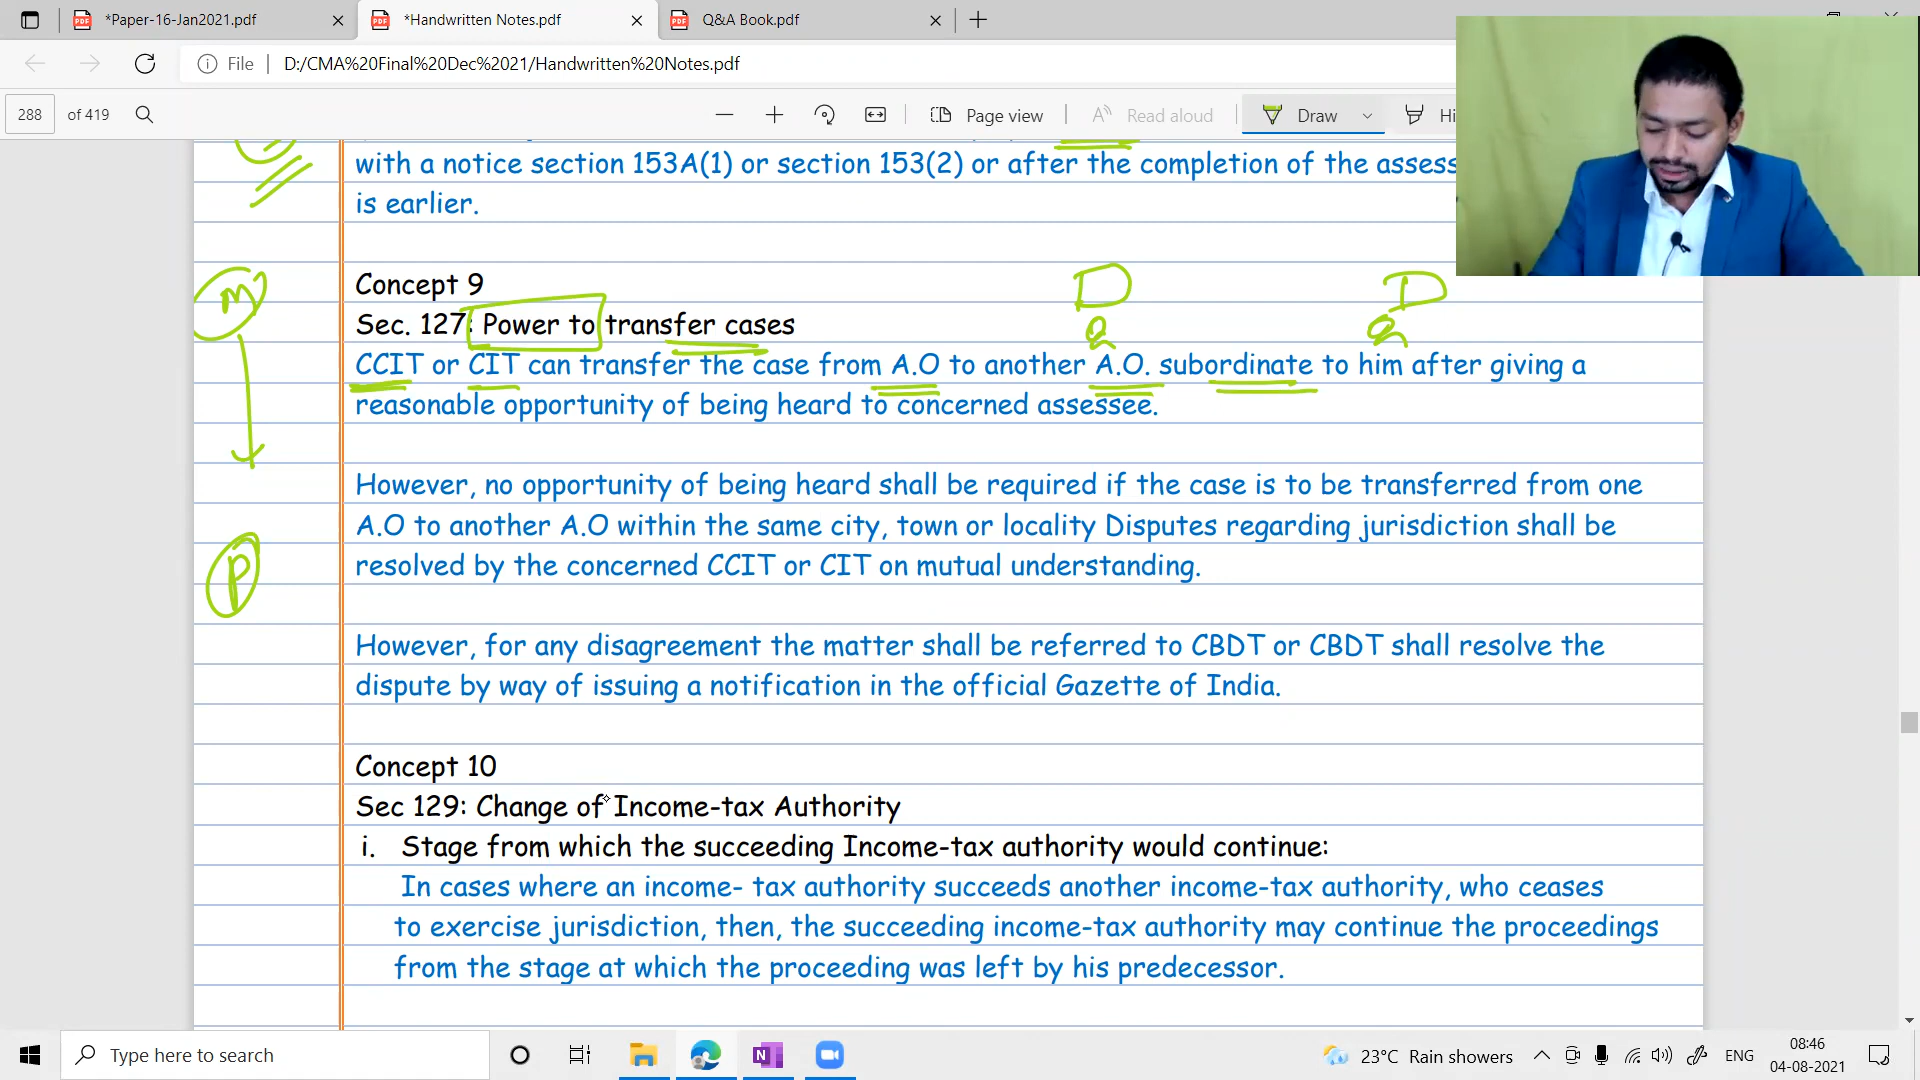 *Paper-16-Jan2021.pdf
*Handwritten Notes.pdf
Q&A Book.pdf
File
D:/CMA%20Final%20Dec%2021/Handwritten%20Notes.pdf
288 of 419
Page view
Read aloud
Draw
with a notice section 153A(1) or section 153(2) or after the completion of the assess
is earlier.
Concept 9
M
D
D
Sec. 127: Power to transfer cases
a
a
CCIT or CIT can transfer the case from A.O to another A.O. subordinate to him after giving a
reasonable opportunity of being heard to concerned assessee.
However, no opportunity of being heard shall be required if the case is to be transferred from one
A.O to another A.O within the same city, town or locality Disputes regarding jurisdiction shall be
P
resolved by the concerned CCIT or CIT on mutual understanding.
However, for any disagreement the matter shall be referred to CBDT or CBDT shall resolve the
dispute by way of issuing a notification in the official Gazette of India.
Concept 10
Sec 129: Change of Income-tax Authority
i. Stage from which the succeeding Income-tax authority would continue:
In cases where an income- tax authority succeeds another income-tax authority, who ceases
to exercise jurisdiction, then, the succeeding income-tax authority may continue the proceedings
from the stage at which the proceeding was left by his predecessor.
Type here to search
23°C Rain showers
ENG
08:46
04-08-2021